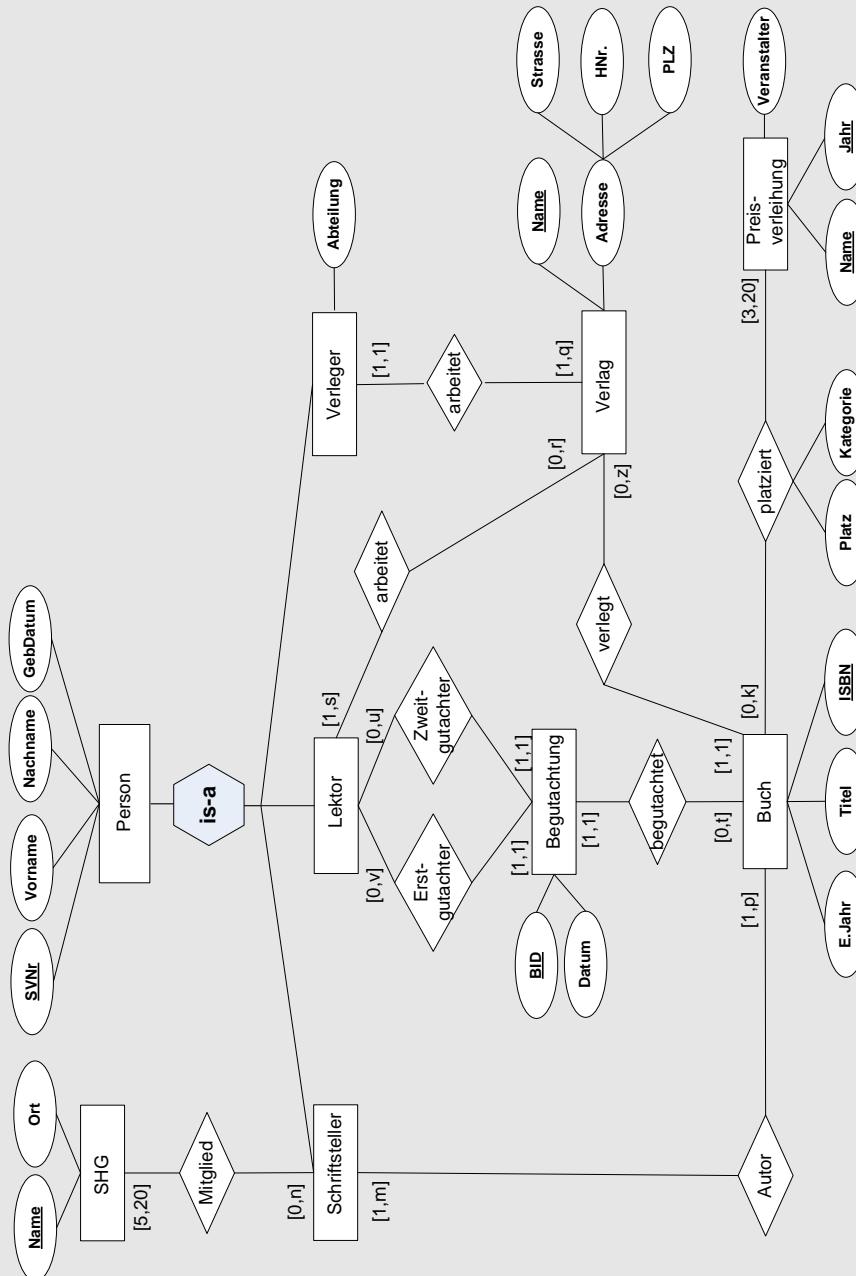 Name
Ort
SVNr
Vorname
Nachname
GebDatum
SHG
Person
[5,20]
Mitglied
is-a
[0,n]
Schriftsteller
[1,m]
Lektor
[1,s]
[0,v]
[0,u]
Verleger
Abteilung
[1,1]
arbeitet
arbeitet
Erst-
gutachter
Zweit-
gutachter
[1,1]
[1,1]
BID
Datum
Begutachtung
[1,1]
[0,r]
[1,q]
Verlag
[0,z]
Name
Adresse
Strasse
HNr.
PLZ
verlegt
begutachtet
[0,t]
[1,1]
[1,p]
[0,k]
[3,20]
Autor
Buch
platziert
Preis-
verleihung
Veranstalter
E.Jahr
Titel
ISBN
Platz
Kategorie
Name
Jahr